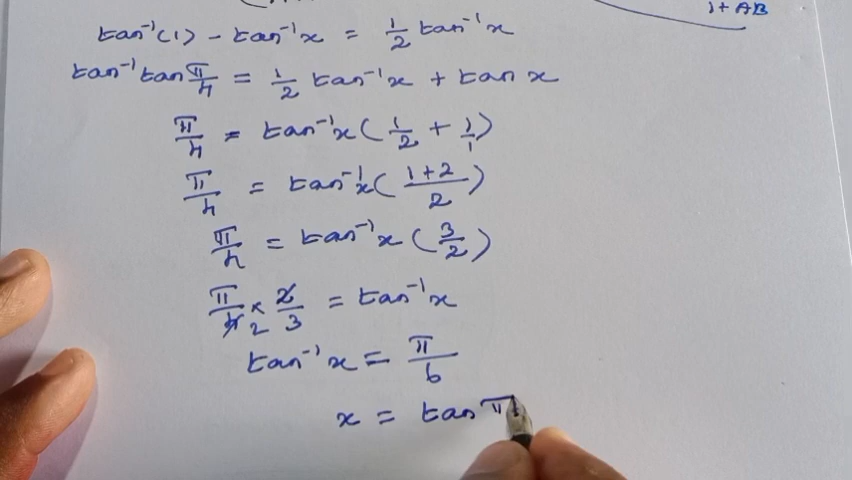 1+AB
tan⁻¹(1) - tan⁻¹x = 1/2 tan⁻¹x
tan⁻¹ tan π/4 = 1/2 tan⁻¹x + tan x
π/4 = tan⁻¹x (1/2 + 1/1)
π/4 = tan⁻¹x (1+2/2)
π/4 = tan⁻¹x (3/2)
π/4 2 × 2/3 = tan⁻¹x
tan⁻¹x = π/6
x = tan π